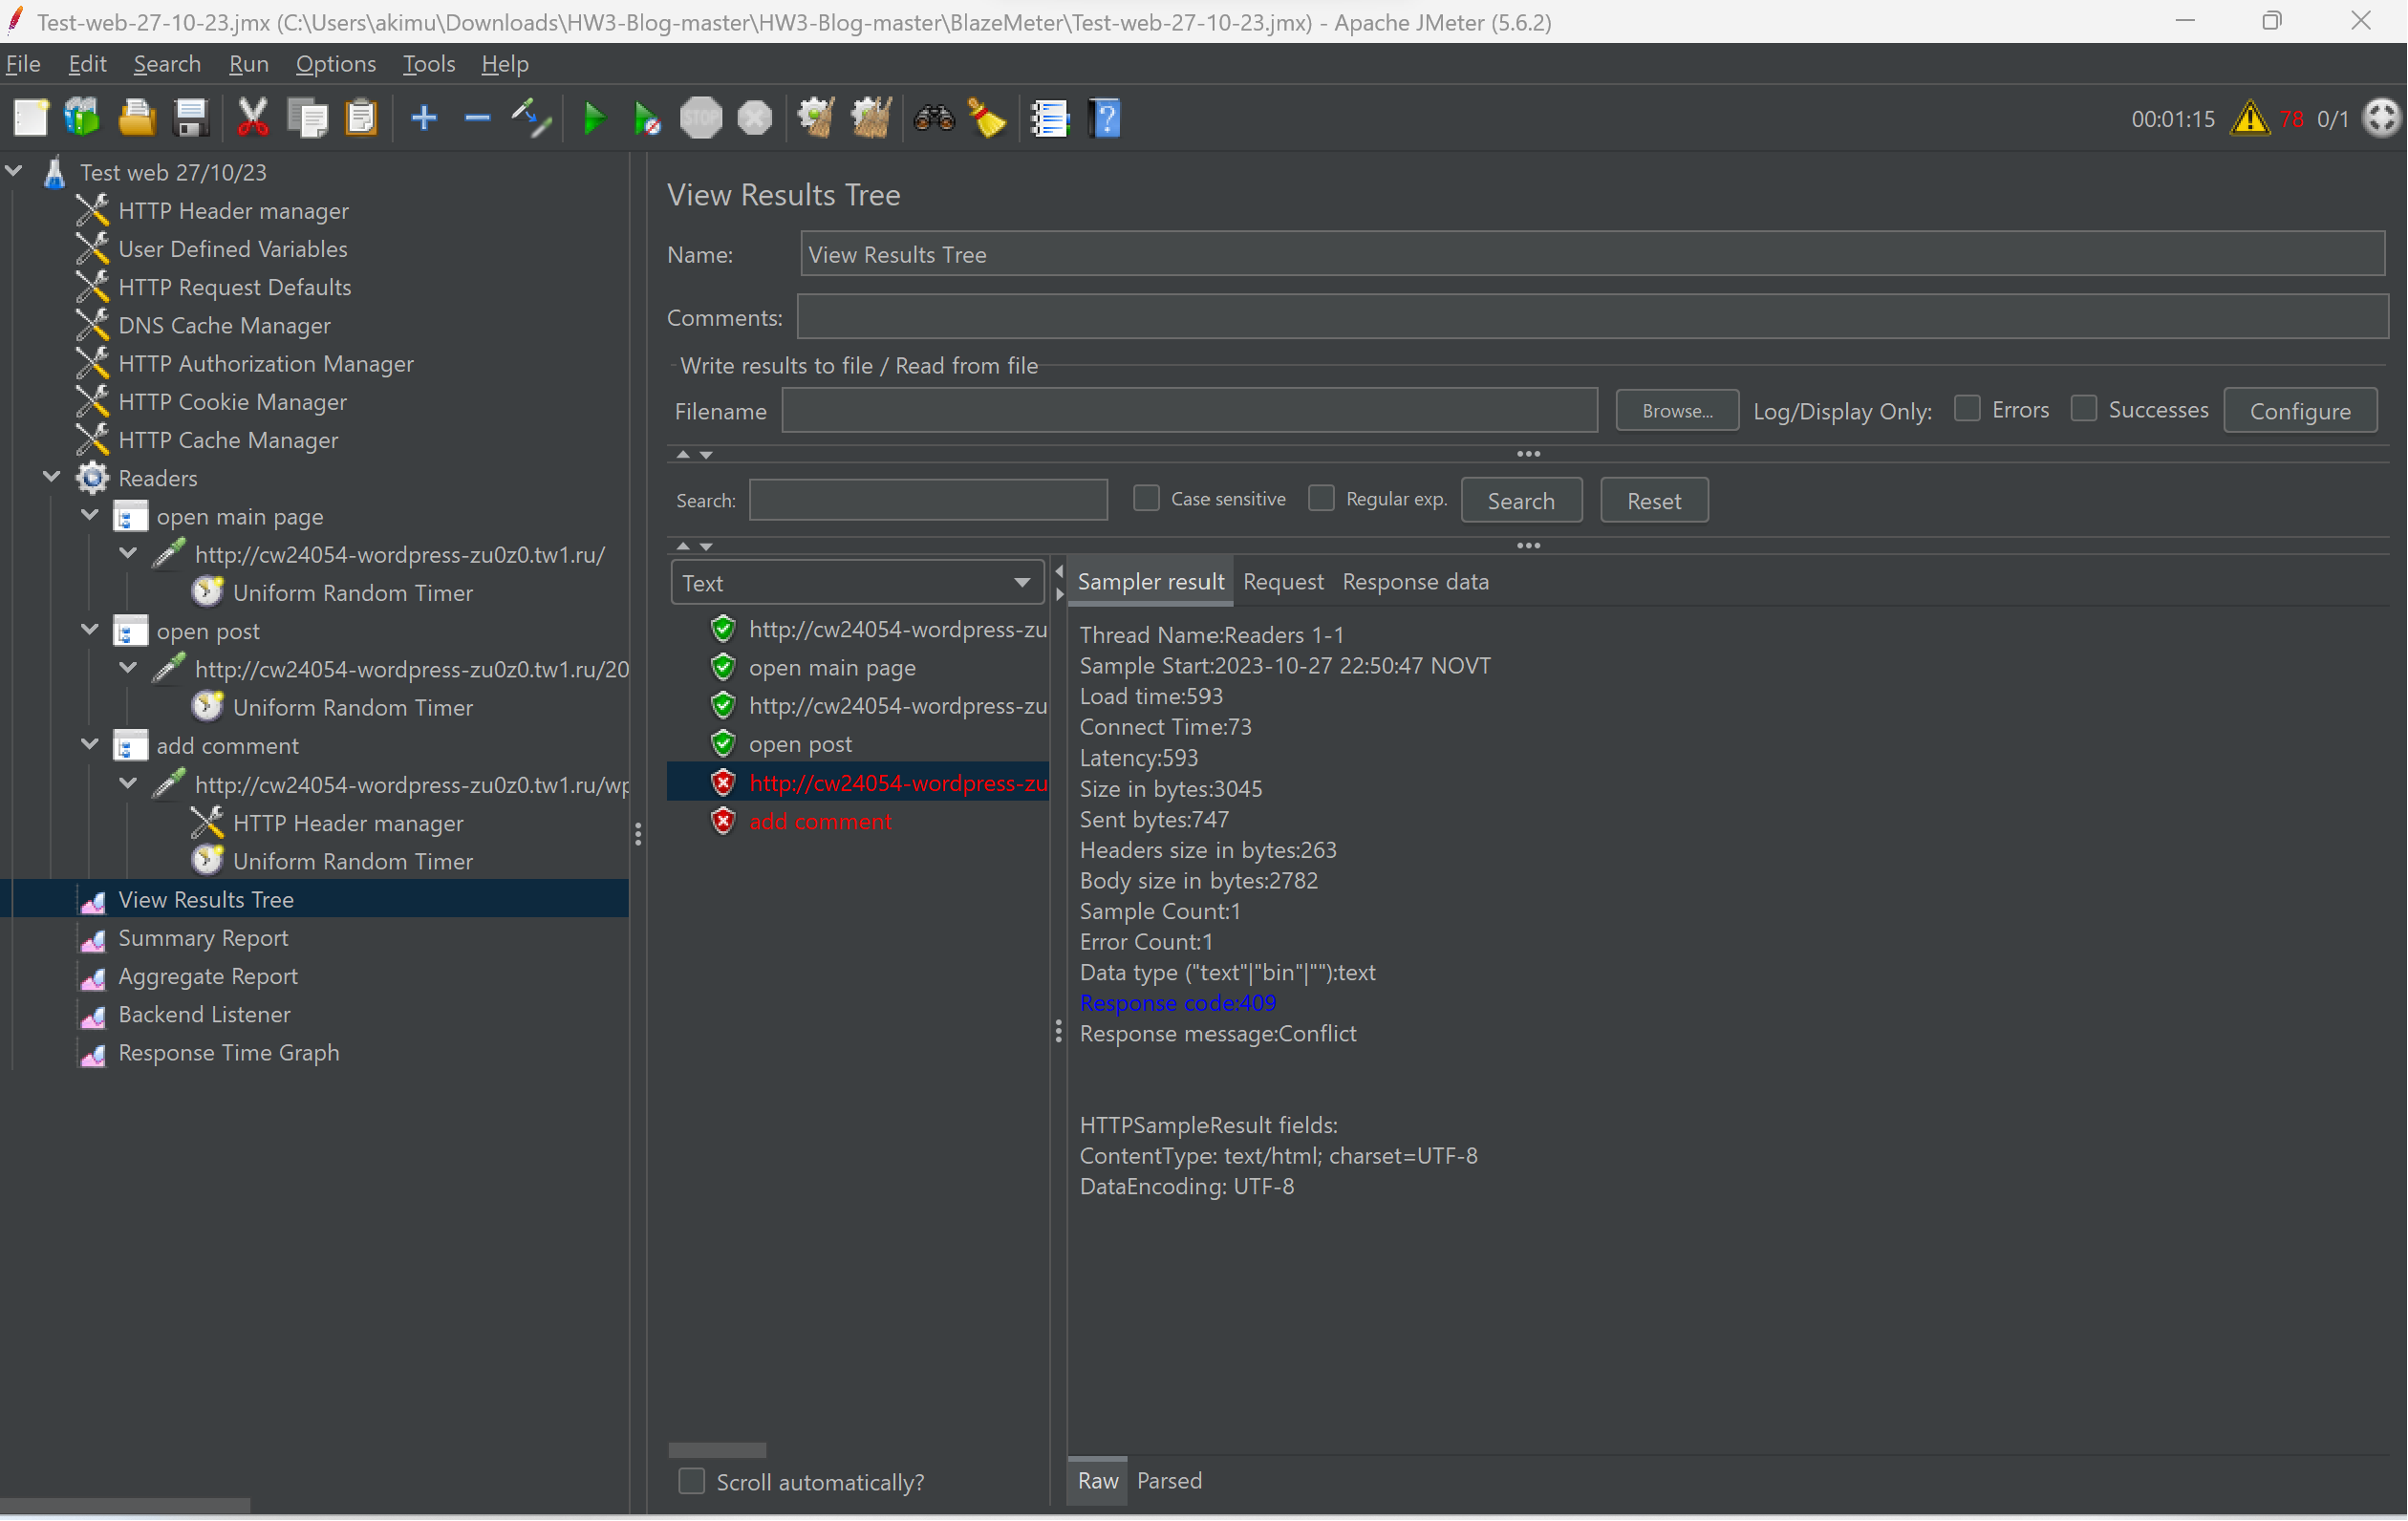 Test-web-27-10-23.jmx (C:\Users\akimu\Downloads\HW3-Blog-master\HW3-Blog-master\BlazeMeter\Test-web-27-10-23.jmx) - Apache JMeter (5.6.2)
File Edit Search Run Options Tools Help
STOP
00:01:15 78 0/1
Test web 27/10/23
HTTP Header manager
User Defined Variables
HTTP Request Defaults
DNS Cache Manager
HTTP Authorization Manager
HTTP Cookie Manager
HTTP Cache Manager
Readers
open main page
http://cw24054-wordpress-zu0z0.tw1.ru/
Uniform Random Timer
open post
http://cw24054-wordpress-zu0z0.tw1.ru/20
Uniform Random Timer
add comment
http://cw24054-wordpress-zu0z0.tw1.ru/wp
HTTP Header manager
Uniform Random Timer
View Results Tree
Summary Report
Aggregate Report
Backend Listener
Response Time Graph
View Results Tree
Name: View Results Tree
Comments:
Write results to file / Read from file
Filename Browse... Log/Display Only: Errors Successes Configure
Search: Case sensitive Regular exp. Search Reset
Text
http://cw24054-wordpress-zu
open main page
http://cw24054-wordpress-zu
open post
http://cw24054-wordpress-zu
add comment
Scroll automatically?
Sampler result Request Response data
Thread Name:Readers 1-1
Sample Start:2023-10-27 22:50:47 NOVT
Load time:593
Connect Time:73
Latency:593
Size in bytes:3045
Sent bytes:747
Headers size in bytes:263
Body size in bytes:2782
Sample Count:1
Error Count:1
Data type ("text"|"bin"|""):text
Response code:409
Response message:Conflict
HTTPSampleResult fields:
ContentType: text/html; charset=UTF-8
DataEncoding: UTF-8
Raw Parsed